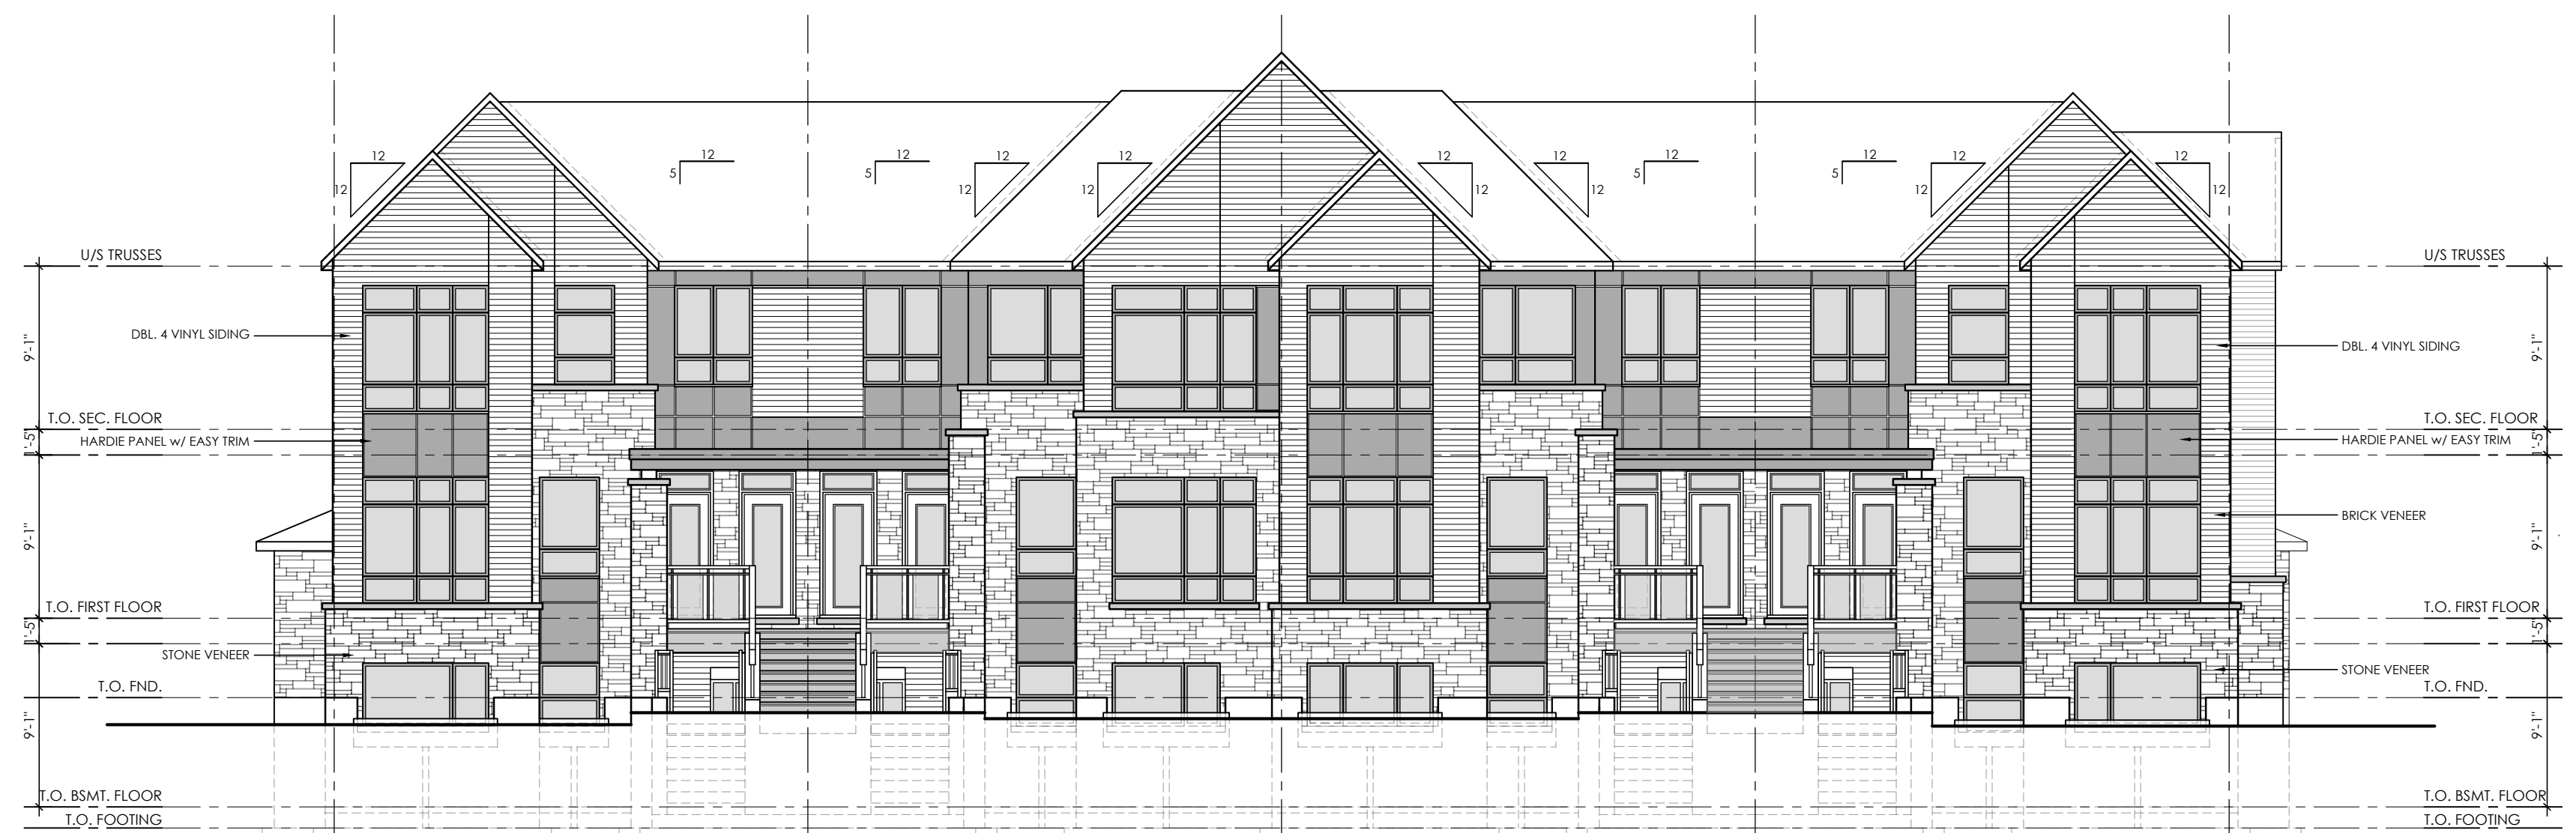 12 12 12 12 12 12 12 12 12 12 12 12
5 5 5 5
12 12 12 12 12 12 12 12
U/S TRUSSES
U/S TRUSSES
DBL. 4 VINYL SIDING
DBL. 4 VINYL SIDING
9'-1"
9'-1"
T.O. SEC. FLOOR
T.O. SEC. FLOOR
HARDIE PANEL w/ EASY TRIM
HARDIE PANEL w/ EASY TRIM
1'-5"
1'-5"
BRICK VENEER
9'-1"
9'-1"
T.O. FIRST FLOOR
T.O. FIRST FLOOR
1'-5"
1'-5"
STONE VENEER
STONE VENEER
T.O. FND.
T.O. FND.
9'-1"
9'-1"
T.O. BSMT. FLOOR
T.O. BSMT. FLOOR
T.O. FOOTING
T.O. FOOTING